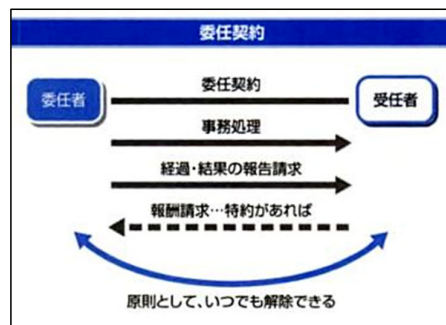 委任契約
委任者
委任契約
受任者
事務処理
経過・結果の報告請求
報酬請求…特約があれば
原則として、いつでも解除できる